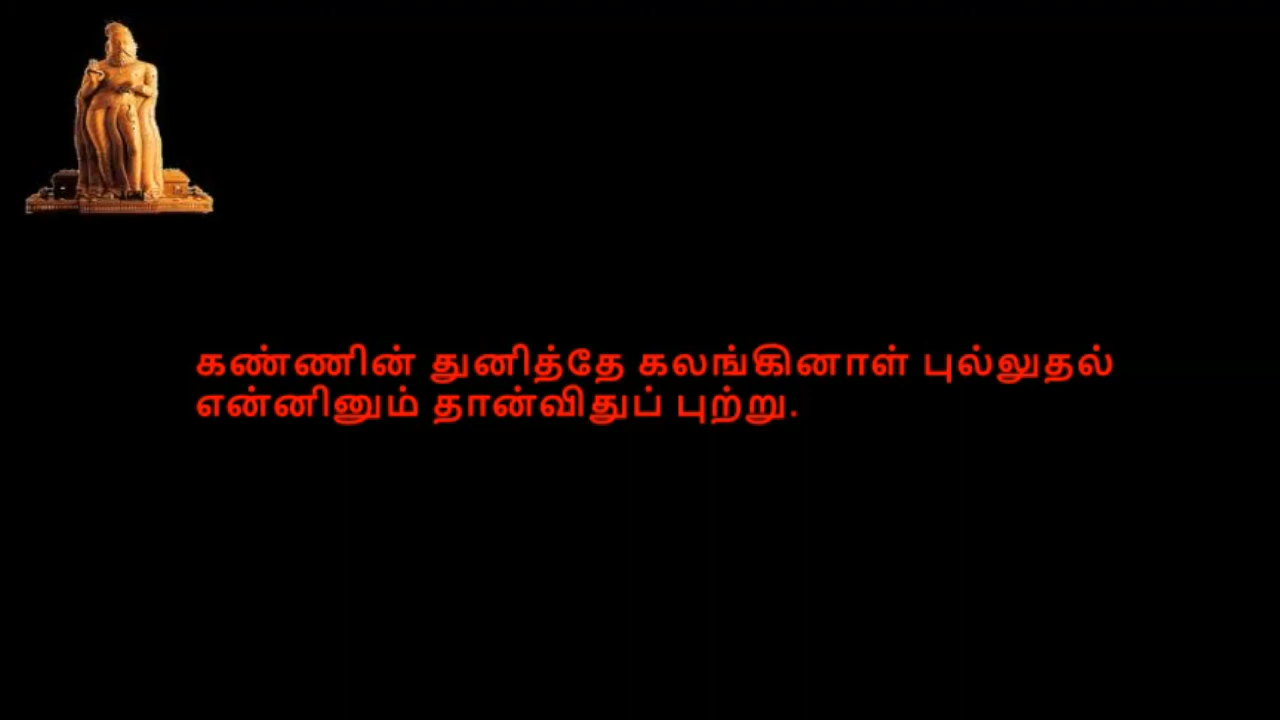 கண்ணின் துனித்தே கலங்கினாள் புல்லுதல்
என்னினும் தான்விதுப் புற்று.